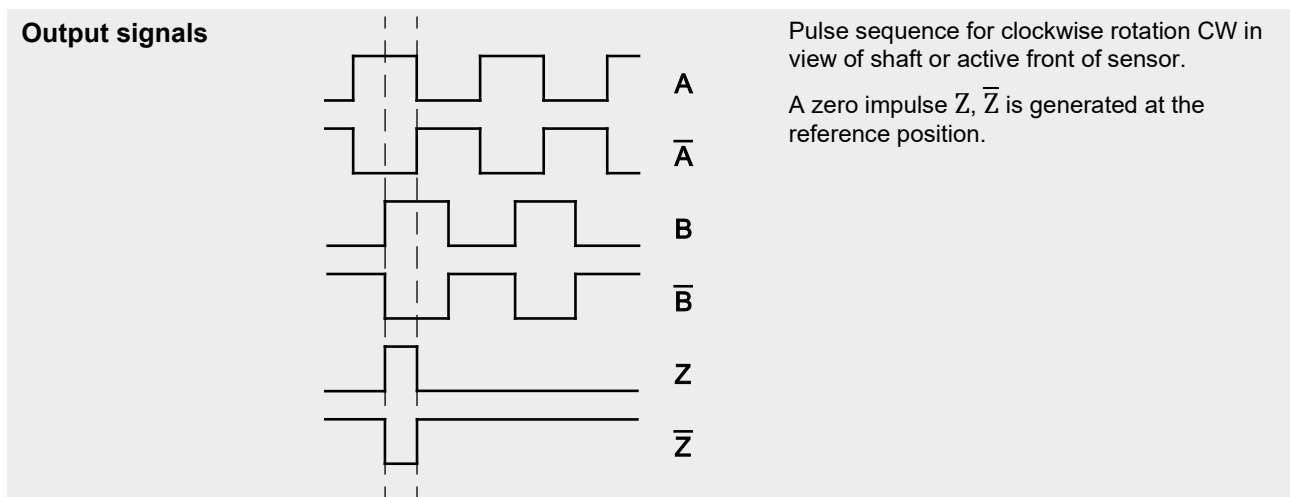 Output signals
A
A̅
B
B̅
Z
Z̅
Pulse sequence for clockwise rotation CW in
view of shaft or active front of sensor.
A zero impulse Z, Z̅ is generated at the
reference position.